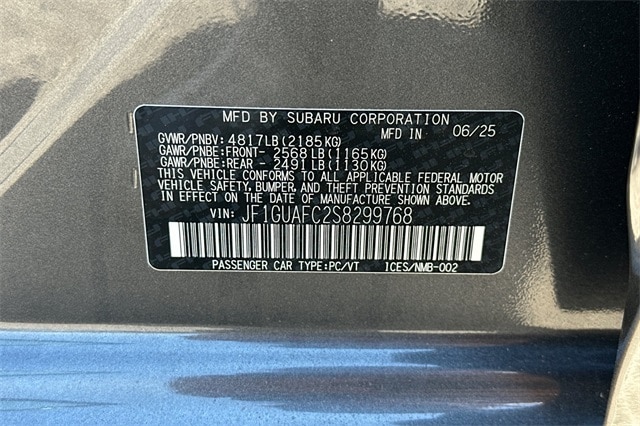 MFD BY SUBARU CORPORATION
MFD IN 06/25
GVWR/PNBV: 4817LB(2185KG)
GAWR/PNBE:FRONT- 2568LB(1165KG)
GAWR/PNBE:REAR - 2491LB(1130KG)
THIS VEHICLE CONFORMS TO ALL APPLICABLE FEDERAL MOTOR
VEHICLE SAFETY, BUMPER, AND THEFT PREVENTION STANDARDS
IN EFFECT ON THE DATE OF MANUFACTURE SHOWN ABOVE.
VIN: JF1GUAFC2S8299768
PASSENGER CAR TYPE:PC/VT ICES/NMB-002